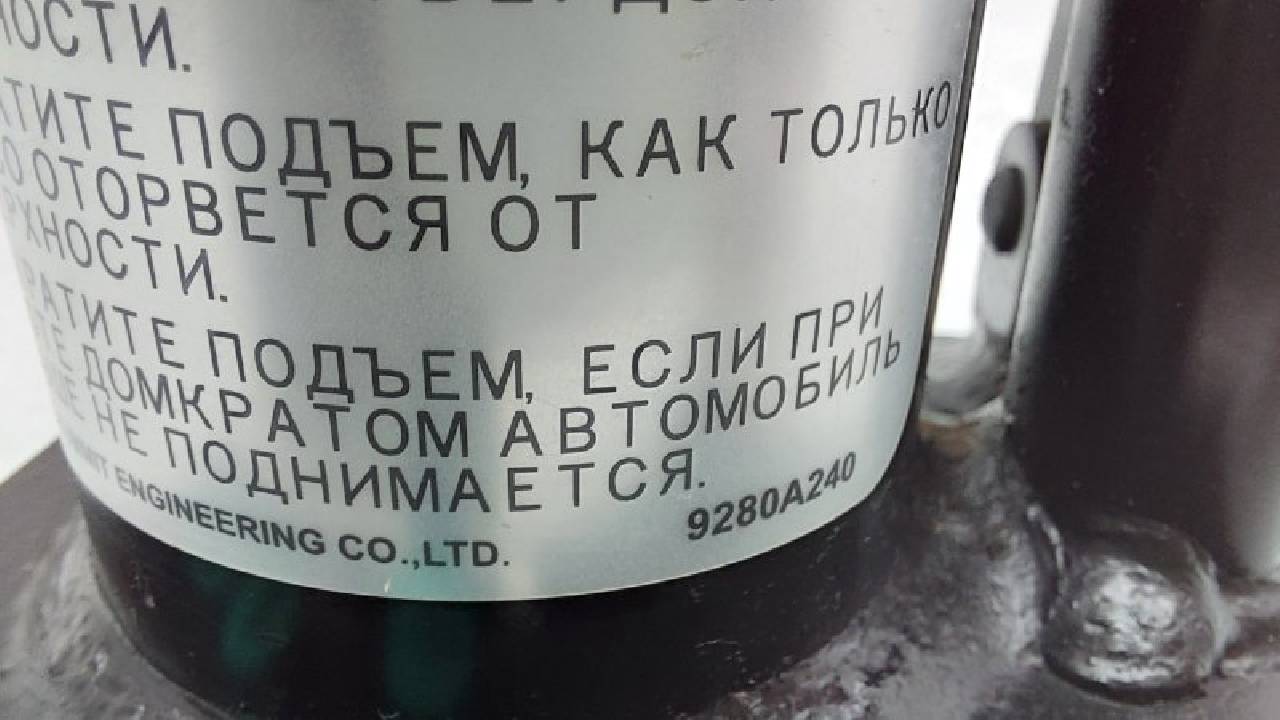 НОСТИ.
АТИТЕ ПОДЪЕМ, КАК ТОЛЬКО
ОТОРВЕТСЯ ОТ
РХНОСТИ.
РАТИТЕ ПОДЪЕМ, ЕСЛИ ПРИ
ДОМКРАТОМ АВТОМОБИЛЬ
НЕ ПОДНИМАЕТСЯ.
ENGINEERING CO.,LTD. 9280A240